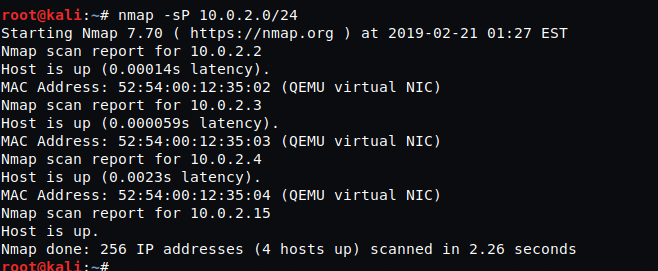 root@kali:~# nmap -sP 10.0.2.0/24
Starting Nmap 7.70 ( https://nmap.org ) at 2019-02-21 01:27 EST
Nmap scan report for 10.0.2.2
Host is up (0.00014s latency).
MAC Address: 52:54:00:12:35:02 (QEMU virtual NIC)
Nmap scan report for 10.0.2.3
Host is up (0.000059s latency).
MAC Address: 52:54:00:12:35:03 (QEMU virtual NIC)
Nmap scan report for 10.0.2.4
Host is up (0.0023s latency).
MAC Address: 52:54:00:12:35:04 (QEMU virtual NIC)
Nmap scan report for 10.0.2.15
Host is up.
Nmap done: 256 IP addresses (4 hosts up) scanned in 2.26 seconds
root@kali:~#